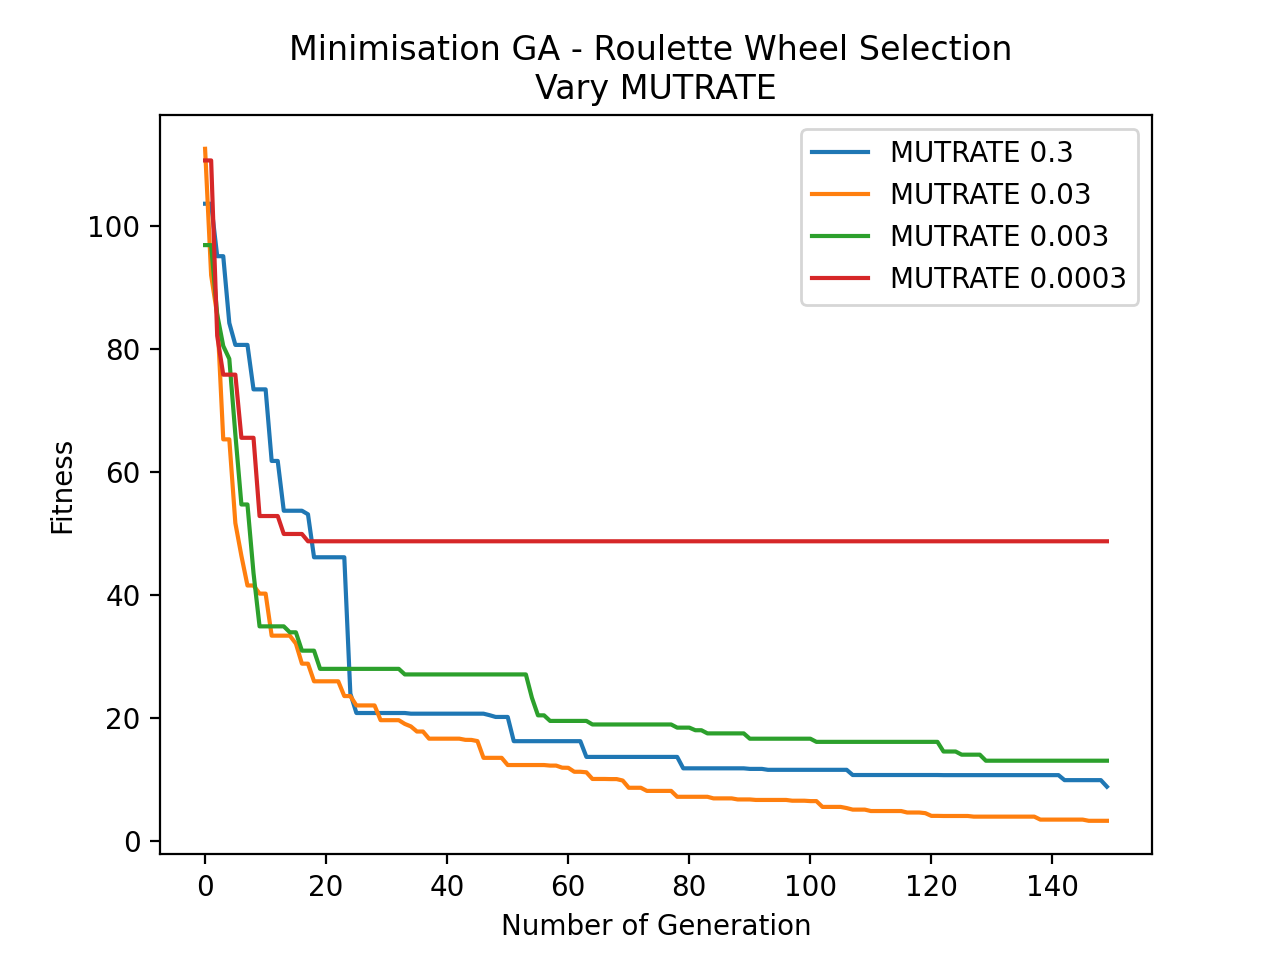 Minimisation GA - Roulette Wheel Selection
Vary MUTRATE
MUTRATE 0.3
MUTRATE 0.03
MUTRATE 0.003
MUTRATE 0.0003
Fitness
100
80
60
40
20
0
0 20 40 60 80 100 120 140
Number of Generation